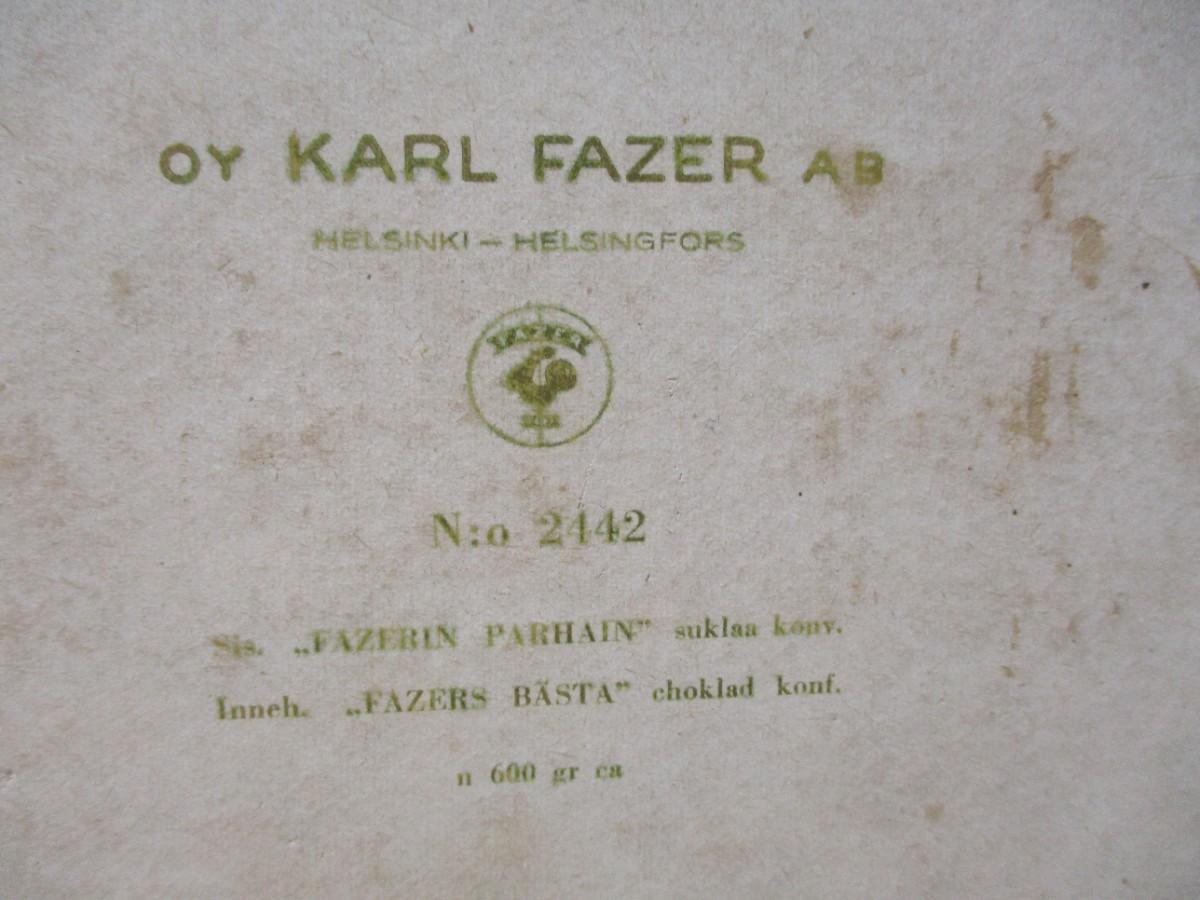 OY KARL FAZER AB
HELSINKI – HELSINGFORS
FAZER
N:o 2442
Sis. „FAZERIN PARHAIN” suklaa konv.
Inneh. „FAZERS BÄSTA” choklad konf.
n 600 gr ca